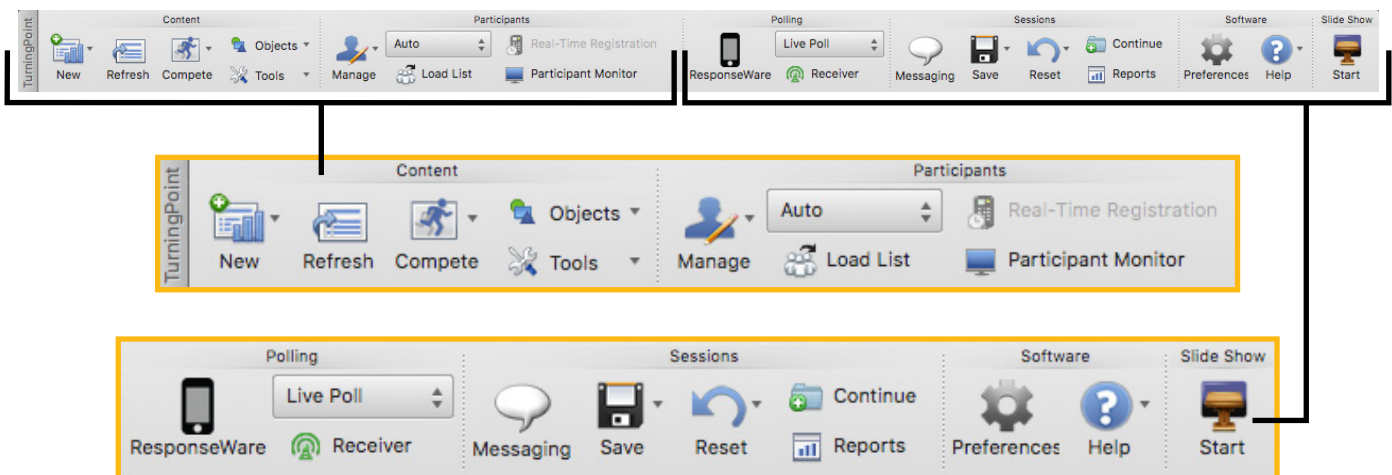 TurningPoint
Content Participants Polling Sessions Software Slide Show
Objects Auto Real-Time Registration Live Poll Continue
New Refresh Compete Tools Manage Load List Participant Monitor ResponseWare Receiver Messaging Save Reset Reports Preferences Help Start
TurningPoint
Content Participants
Objects Auto Real-Time Registration
New Refresh Compete Tools Manage Load List Participant Monitor
Polling Sessions Software Slide Show
Live Poll Continue
ResponseWare Receiver Messaging Save Reset Reports Preferences Help Start